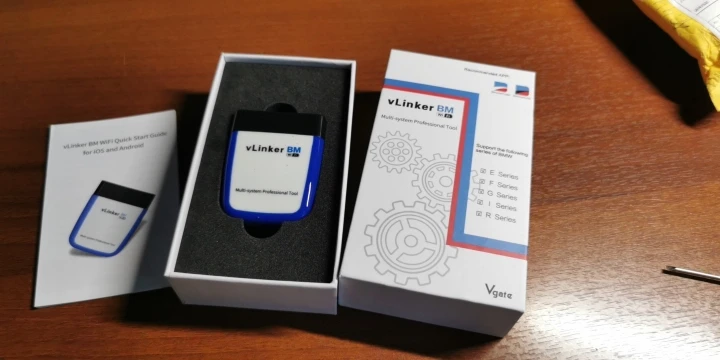 vLinker BM WiFi Quick Start Guide
for iOS and Android
vLinker BM
Multi-system Professional Tool
vLinker BM
Multi-system Professional Tool
Support the following
series of BMW
E Series
F Series
G Series
I Series
R Series
Vgate